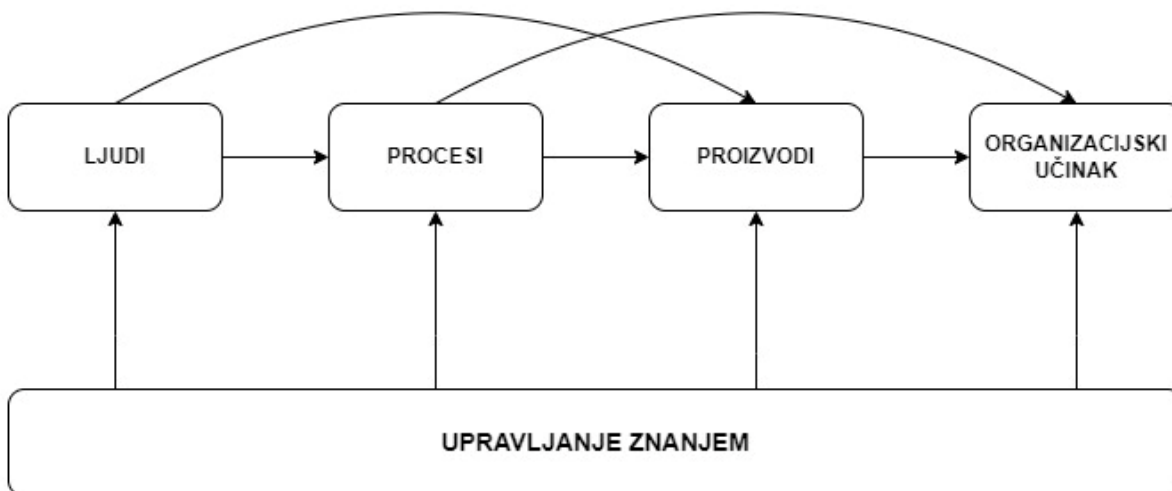 LJUDI
PROCESI
PROIZVODI
ORGANIZACIJSKI
UČINAK
UPRAVLJANJE ZNANJEM